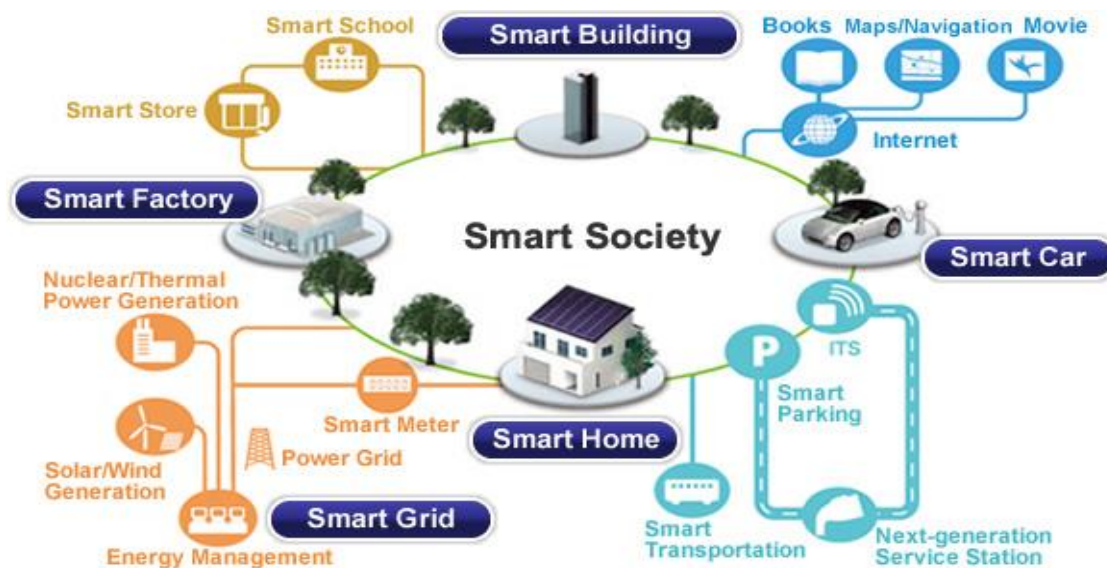 Smart School
Smart Building
Books
Maps/Navigation
Movie
Smart Store
Internet
Smart Factory
Smart Society
Smart Car
Nuclear/Thermal
Power Generation
ITS
P
Smart
Parking
Smart Meter
Smart Home
Solar/Wind
Generation
Power Grid
Smart Grid
Energy Management
Smart
Transportation
Next-generation
Service Station